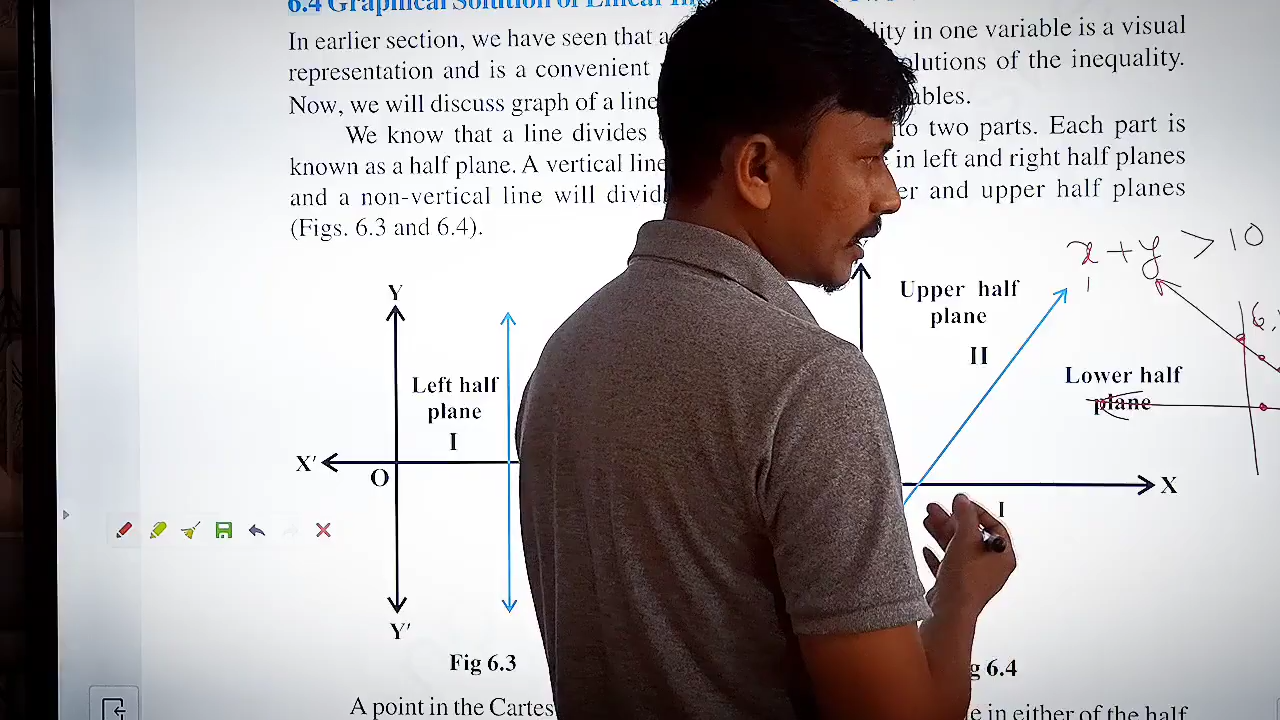 6.4 Graphical Solution of Linear
In earlier section, we have seen that a ity in one variable is a visual
representation and is a convenient olutions of the inequality.
Now, we will discuss graph of a line ables.
We know that a line divides to two parts. Each part is
known as a half plane. A vertical line in left and right half planes
and a non-vertical line will divid er and upper half planes
(Figs. 6.3 and 6.4).
x + y > 10
Y
Upper half
plane
II
Left half
plane
I
Lower half
plane
X′
O
X
I
Y′
Fig 6.3
g 6.4
A point in the Cartes e in either of the half